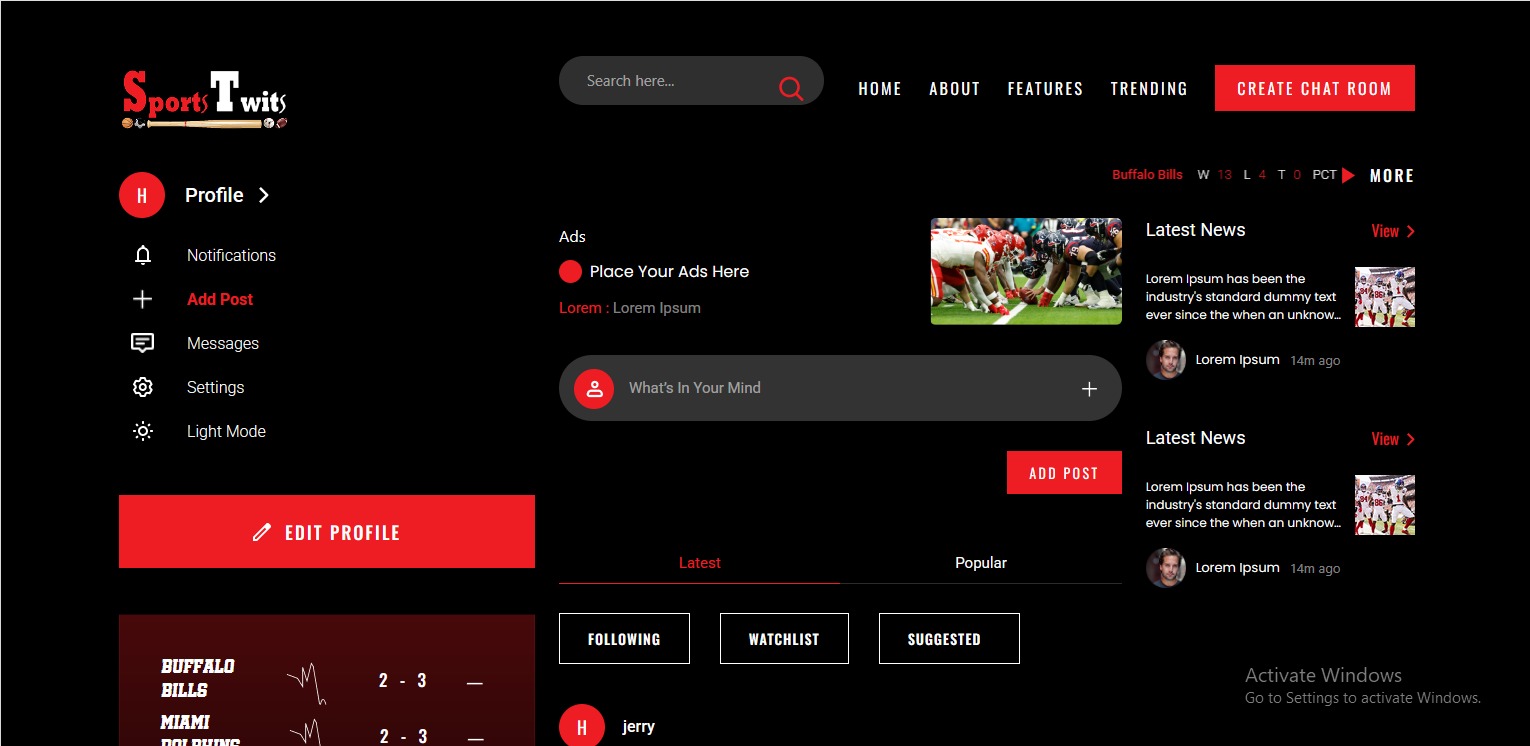 Sports Twits
Search here...
HOME
ABOUT
FEATURES
TRENDING
CREATE CHAT ROOM
Buffalo Bills W 13 L 4 T 0 PCT
MORE
H
Profile
Notifications
Add Post
Messages
Settings
Light Mode
EDIT PROFILE
BUFFALO
BILLS
2 - 3
—
MIAMI
DOLPHINS
2 - 3
—
Ads
Place Your Ads Here
Lorem : Lorem Ipsum
What's In Your Mind
ADD POST
Latest
Popular
FOLLOWING
WATCHLIST
SUGGESTED
H
jerry
Latest News
View
Lorem Ipsum has been the
industry's standard dummy text
ever since the when an unknow...
Lorem Ipsum 14m ago
Latest News
View
Lorem Ipsum has been the
industry's standard dummy text
ever since the when an unknow...
Lorem Ipsum 14m ago
Activate Windows
Go to Settings to activate Windows.